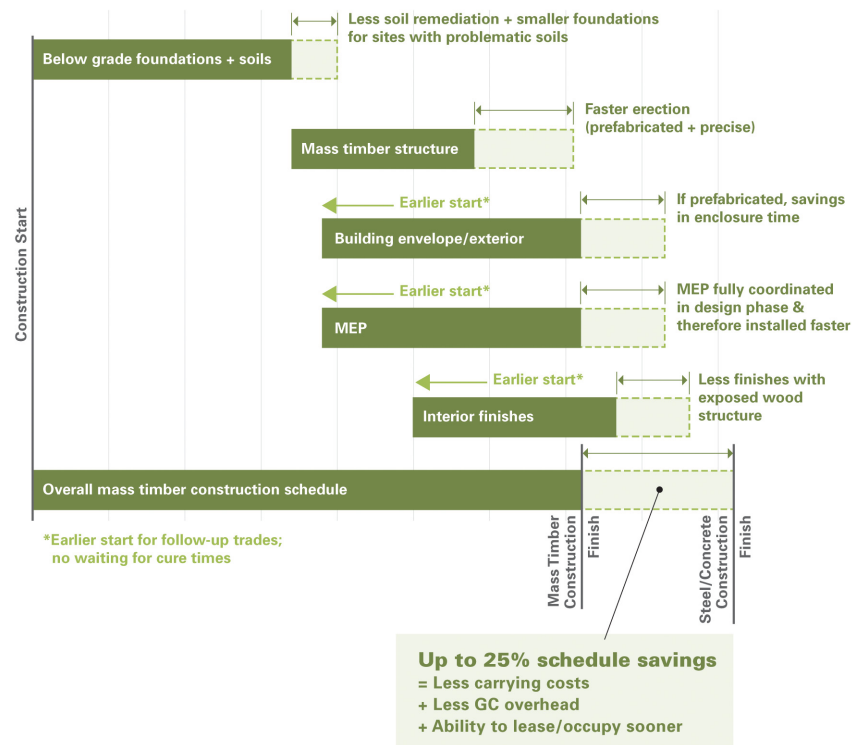 Less soil remediation + smaller foundations
for sites with problematic soils
Below grade foundations + soils
Faster erection
(prefabricated + precise)
Mass timber structure
Earlier start*
If prefabricated, savings
in enclosure time
Building envelope/exterior
Construction Start
Earlier start*
MEP fully coordinated
in design phase &
therefore installed faster
MEP
Earlier start*
Less finishes with
exposed wood
structure
Interior finishes
Overall mass timber construction schedule
*Earlier start for follow-up trades;
no waiting for cure times
Mass Timber
Construction
Finish
Steel/Concrete
Construction
Finish
Up to 25% schedule savings
= Less carrying costs
+ Less GC overhead
+ Ability to lease/occupy sooner